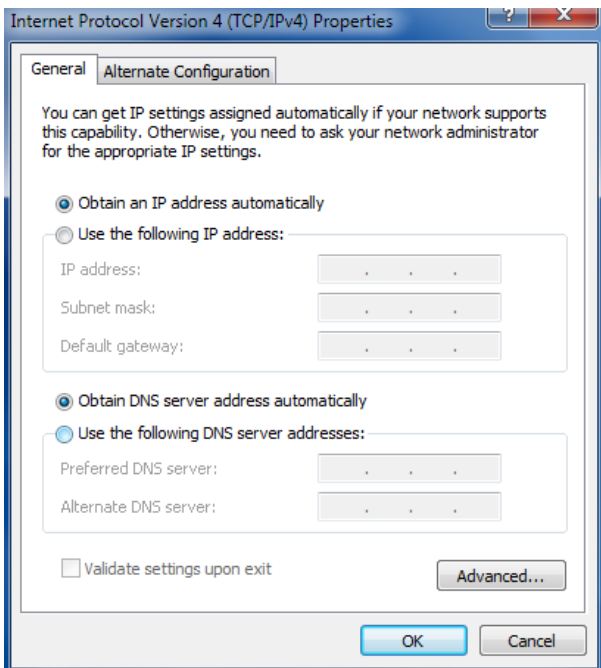 Internet Protocol Version 4 (TCP/IPv4) Properties
?
X
General
Alternate Configuration
You can get IP settings assigned automatically if your network supports
this capability. Otherwise, you need to ask your network administrator
for the appropriate IP settings.
Obtain an IP address automatically
Use the following IP address:
IP address:
. . .
Subnet mask:
. . .
Default gateway:
. . .
Obtain DNS server address automatically
Use the following DNS server addresses:
Preferred DNS server:
. . .
Alternate DNS server:
. . .
Validate settings upon exit
Advanced...
OK
Cancel